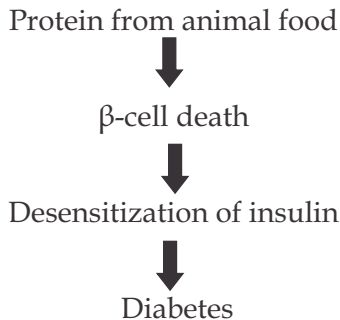 Protein from animal food
β-cell death
Desensitization of insulin
Diabetes